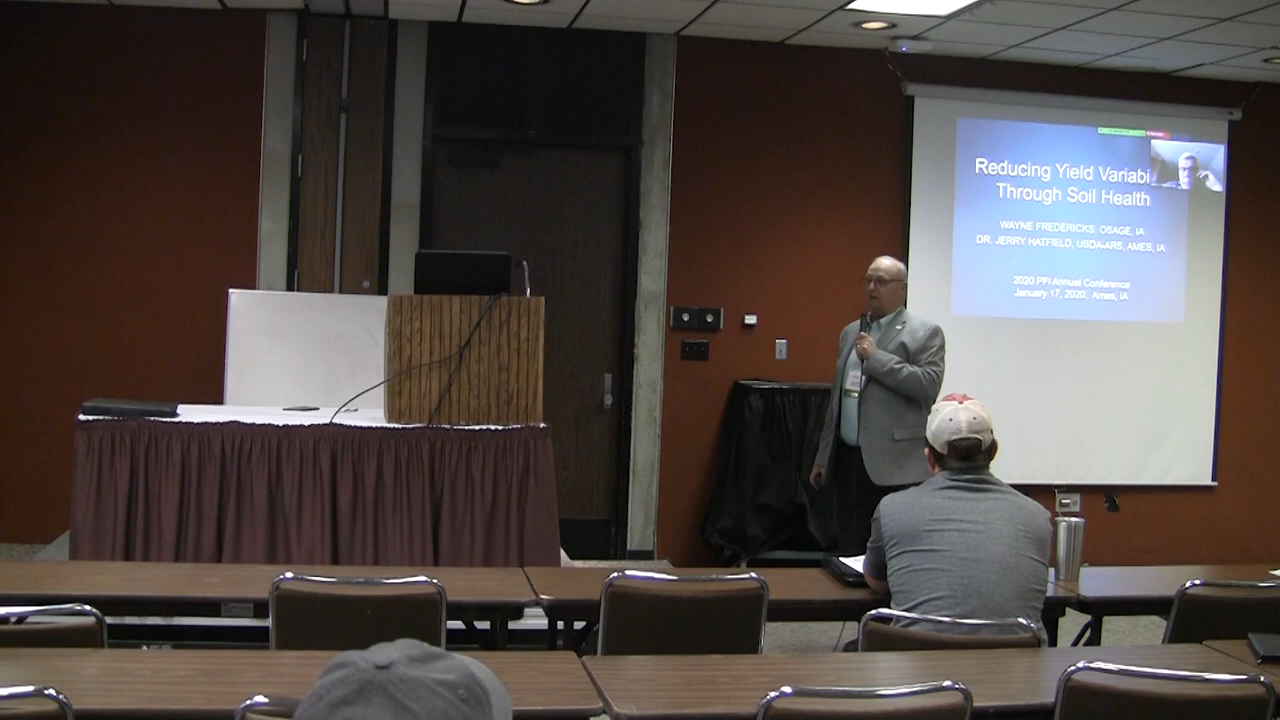 Reducing Yield Variabi
Through Soil Health
WAYNE FREDERICKS, OSAGE, IA
DR. JERRY HATFIELD, USDA-ARS, AMES, IA
2020 PFI Annual Conference
January 17, 2020, Ames, IA